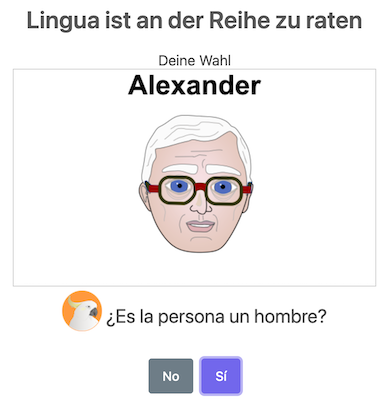 Lingua ist an der Reihe zu raten
Deine Wahl
Alexander
¿Es la persona un hombre?
No
Sí